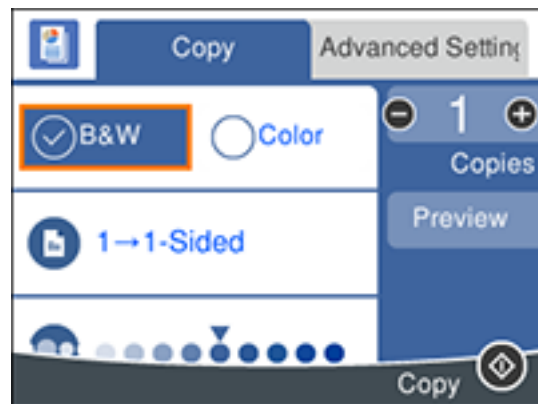 Copy
Advanced Setting
B&W
Color
1
Copies
1→1-Sided
Preview
Copy